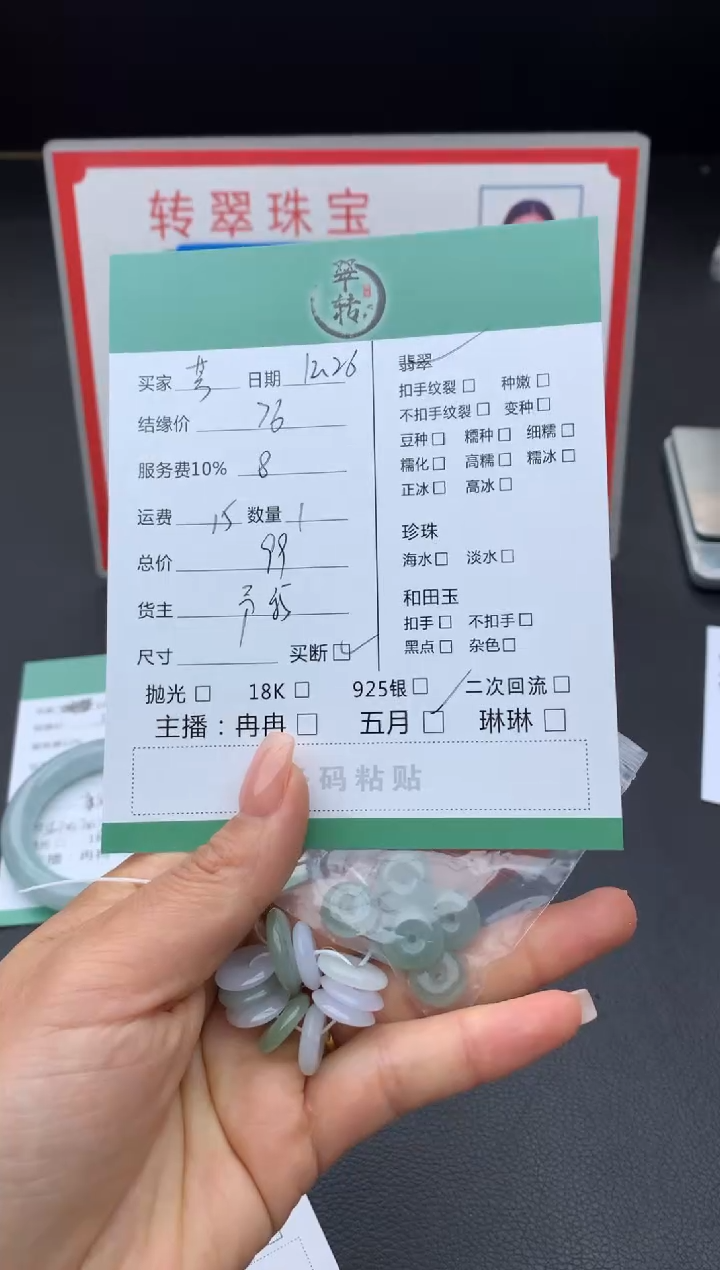 转翠珠宝
翠
转
买家 日期 12.26
结缘价 76
服务费10% 8
运费 15 数量 1
总价 99
货主
尺寸 买断
翡翠
扣手纹裂 种嫩
不扣手纹裂 变种
豆种 糯种 细糯
糯化 高糯 糯冰
正冰 高冰
珍珠
海水 淡水
和田玉
扣手 不扣手
黑点 杂色
抛光 18K 925银 二次回流
主播：冉冉 五月 琳琳
码粘贴